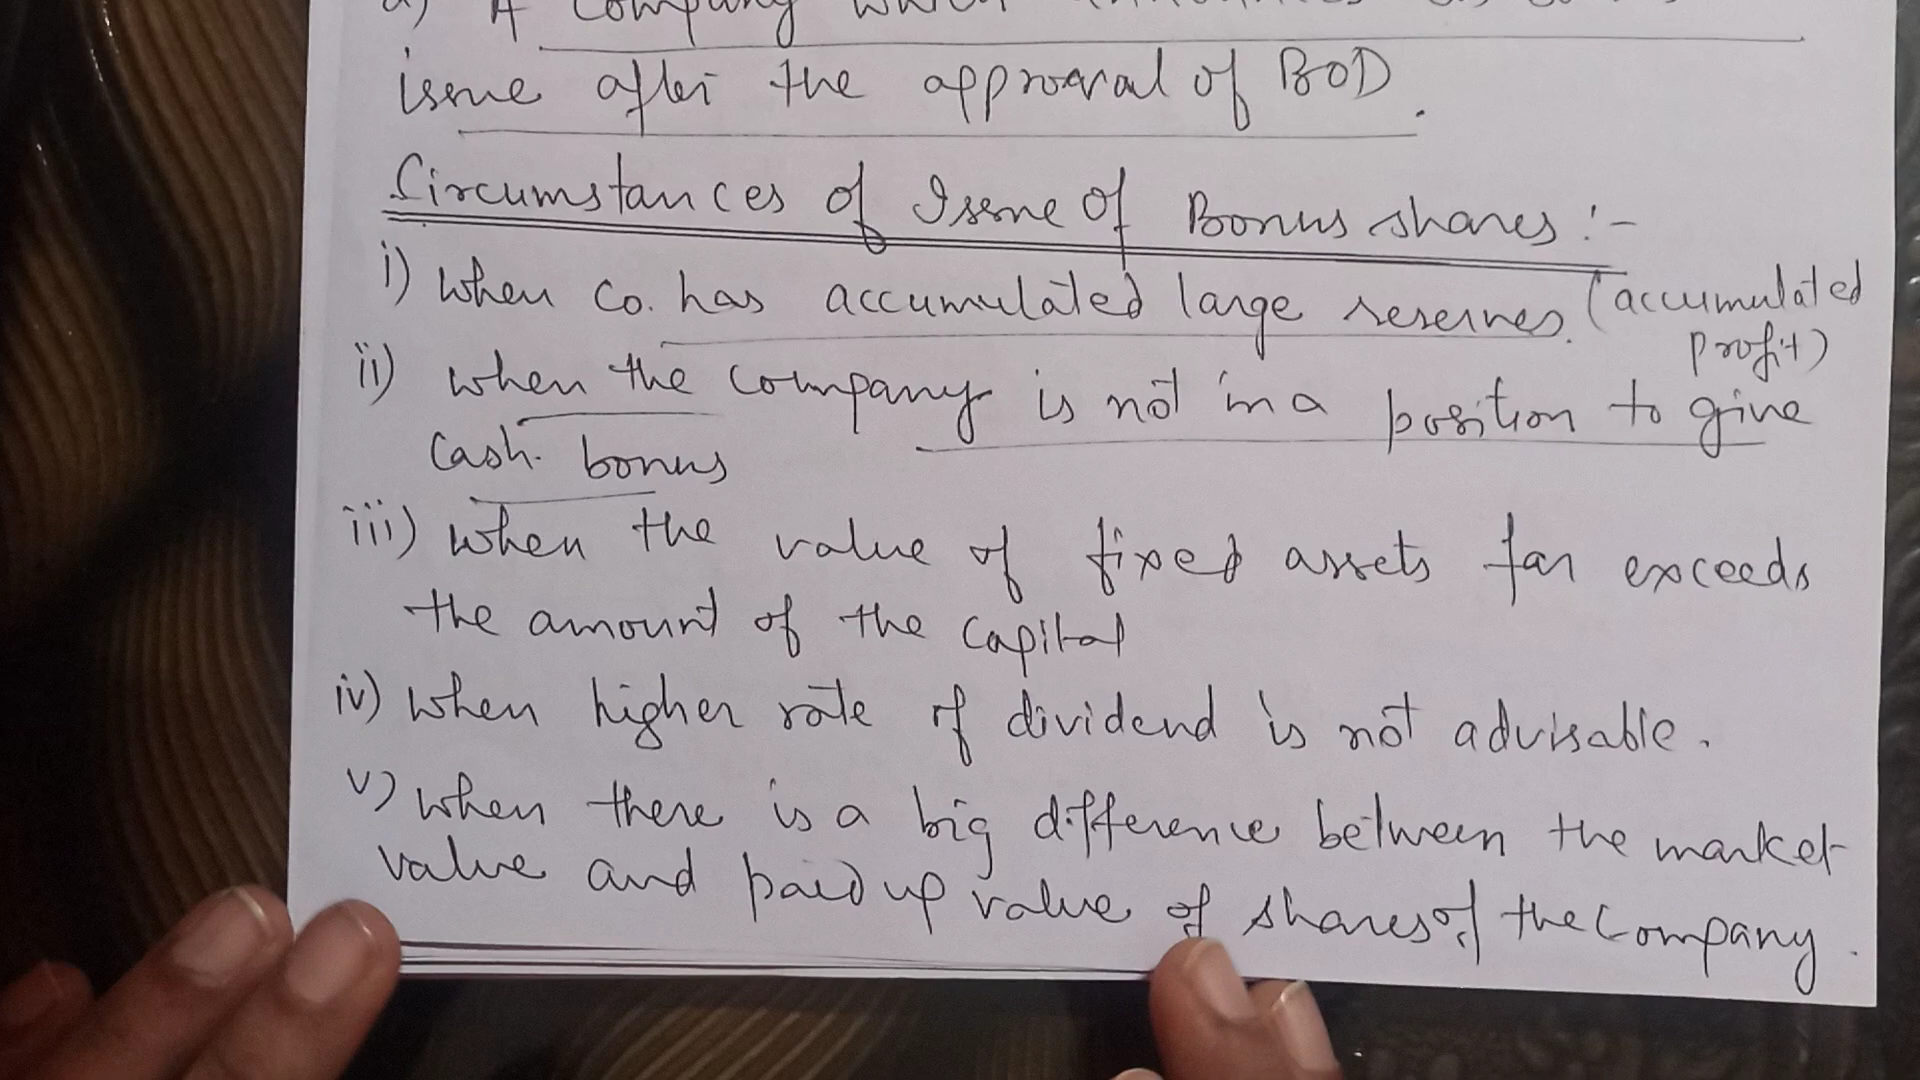 a) A Company which
issue after the approval of BOD.
Circumstances of Issue of Bonus shares :-
i) when co. has accumulated large reserves. (accumulated
profit)
ii) when the company is not in a position to give
Cash bonus
iii) when the value of fixed assets far exceeds
the amount of the capital
iv) when higher rate of dividend is not advisable.
v) when there is a big difference between the market
value and paid up value of shares of the Company.